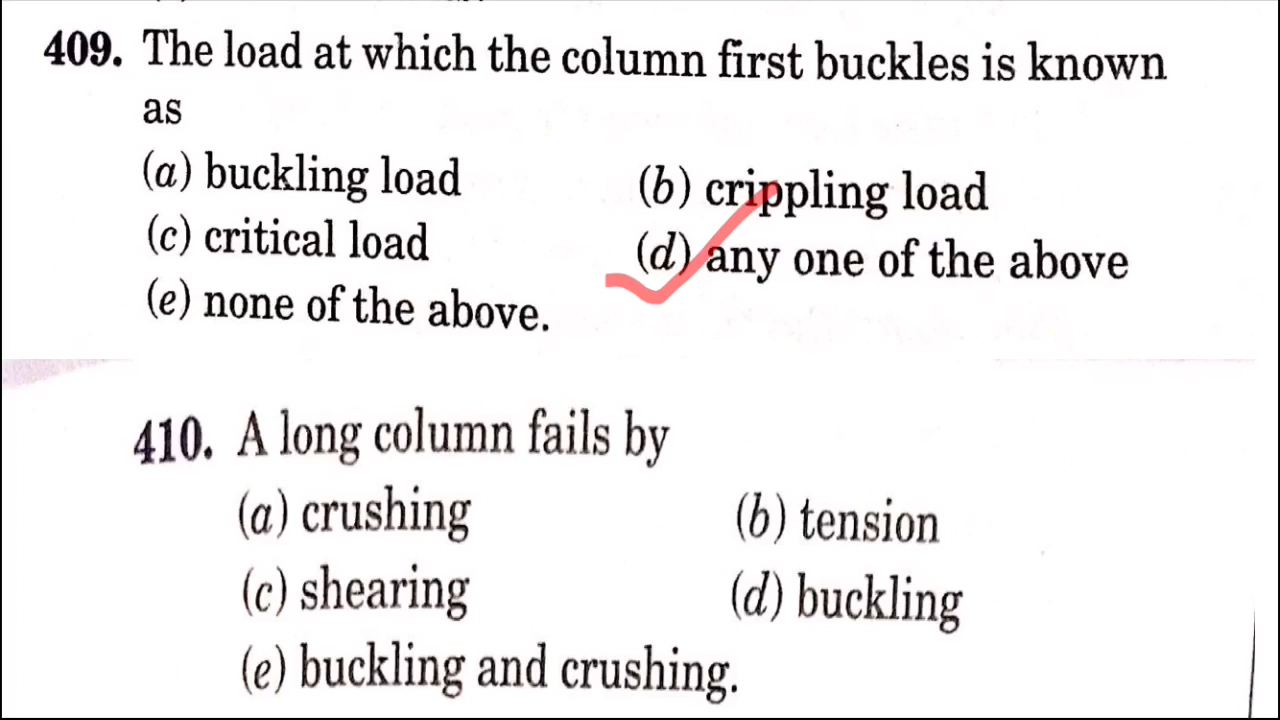 409. The load at which the column first buckles is known
as
(a) buckling load (b) crippling load
(c) critical load (d) any one of the above
(e) none of the above.
410. A long column fails by
(a) crushing (b) tension
(c) shearing (d) buckling
(e) buckling and crushing.